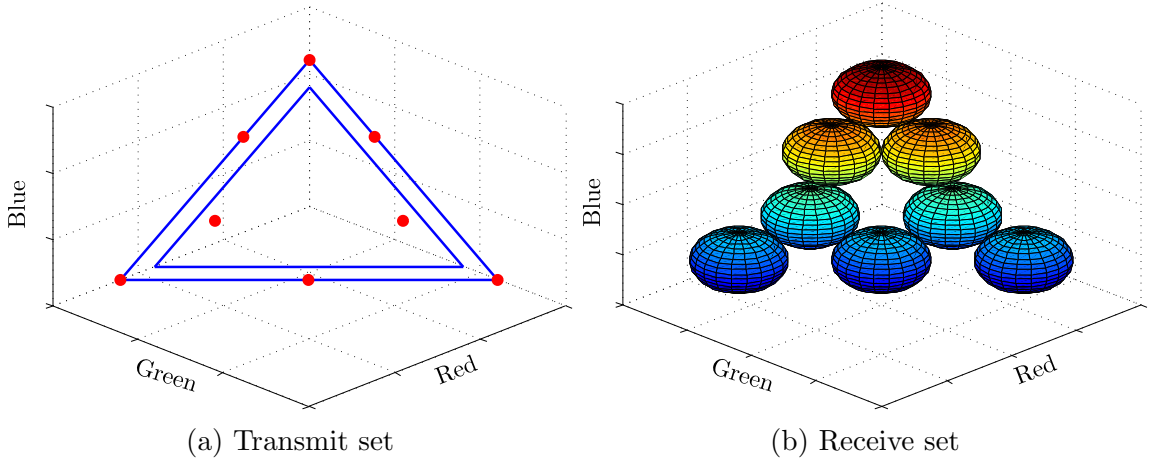 Blue
Green
Red
(a) Transmit set
Blue
Green
Red
(b) Receive set